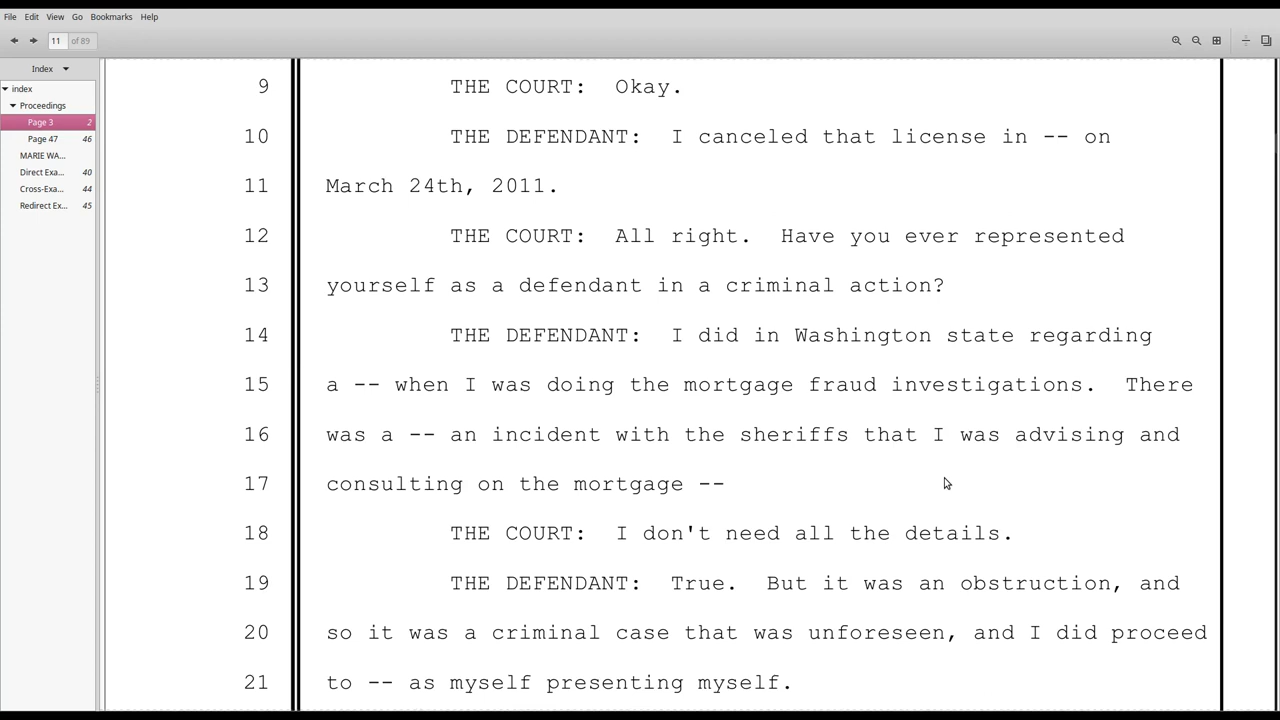 File Edit View Go Bookmarks Help
11 of 89
Index
index
Proceedings
Page 3 2
Page 47 46
MARIE WA...
Direct Exa... 40
Cross-Exa... 44
Redirect Ex... 45
9 THE COURT: Okay.
10 THE DEFENDANT: I canceled that license in -- on
11 March 24th, 2011.
12 THE COURT: All right. Have you ever represented
13 yourself as a defendant in a criminal action?
14 THE DEFENDANT: I did in Washington state regarding
15 a -- when I was doing the mortgage fraud investigations. There
16 was a -- an incident with the sheriffs that I was advising and
17 consulting on the mortgage --
18 THE COURT: I don't need all the details.
19 THE DEFENDANT: True. But it was an obstruction, and
20 so it was a criminal case that was unforeseen, and I did proceed
21 to -- as myself presenting myself.